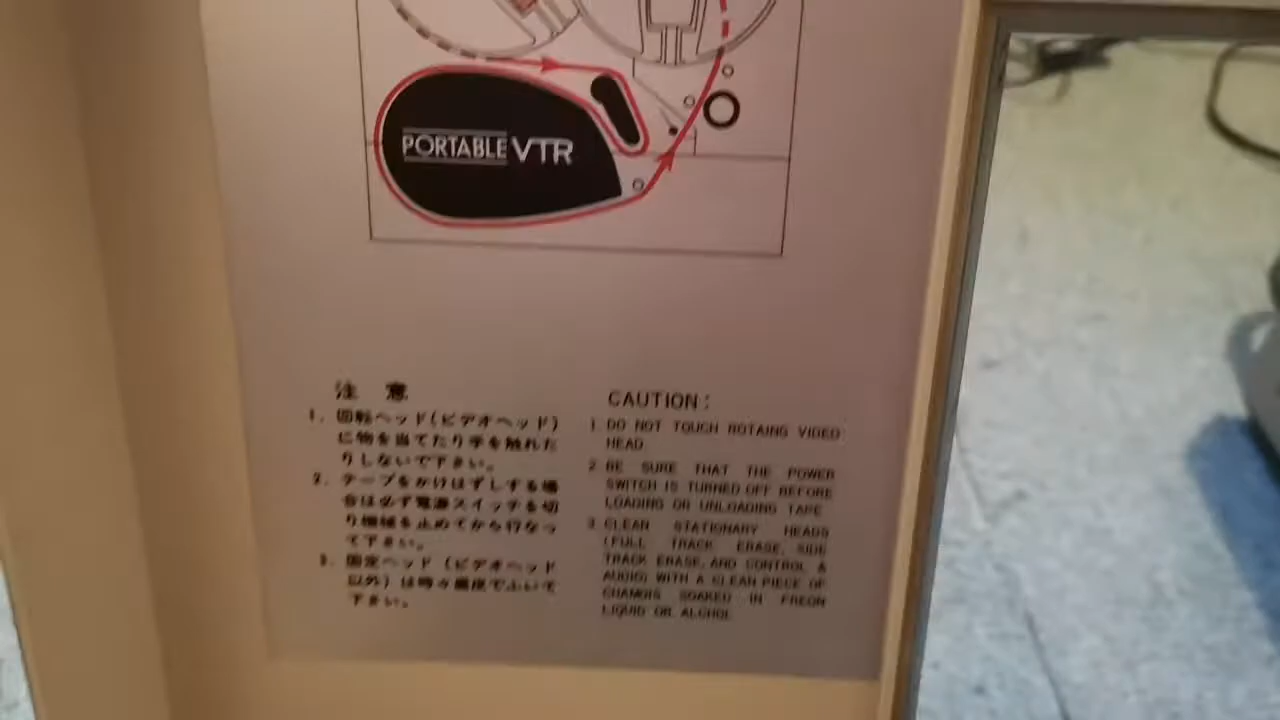 PORTABLE VTR
注 意
1. 回転ヘッド(ビデオヘッド)
に物を当てたり手を触れた
りしないで下さい。
2. テープをかけはずしする場
合は必ず電源スイッチを切
り機械を止めてから行なっ
て下さい。
3. 固定ヘッド (ビデオヘッド
以外) は時々鹿皮でふいて
下さい。
CAUTION:
1. DO NOT TOUCH ROTAING VIDEO
HEAD.
2. BE SURE THAT THE POWER
SWITCH IS TURNED OFF BEFORE
LOADING OR UNLOADING TAPE.
3. CLEAN STATIONARY HEADS
(FULL TRACK ERASE, SIDE
TRACK ERASE, AND CONTROL &
AUDIO) WITH A CLEAN PIECE OF
CHAMOIS SOAKED IN FREON
LIQUID OR ALCHOL.